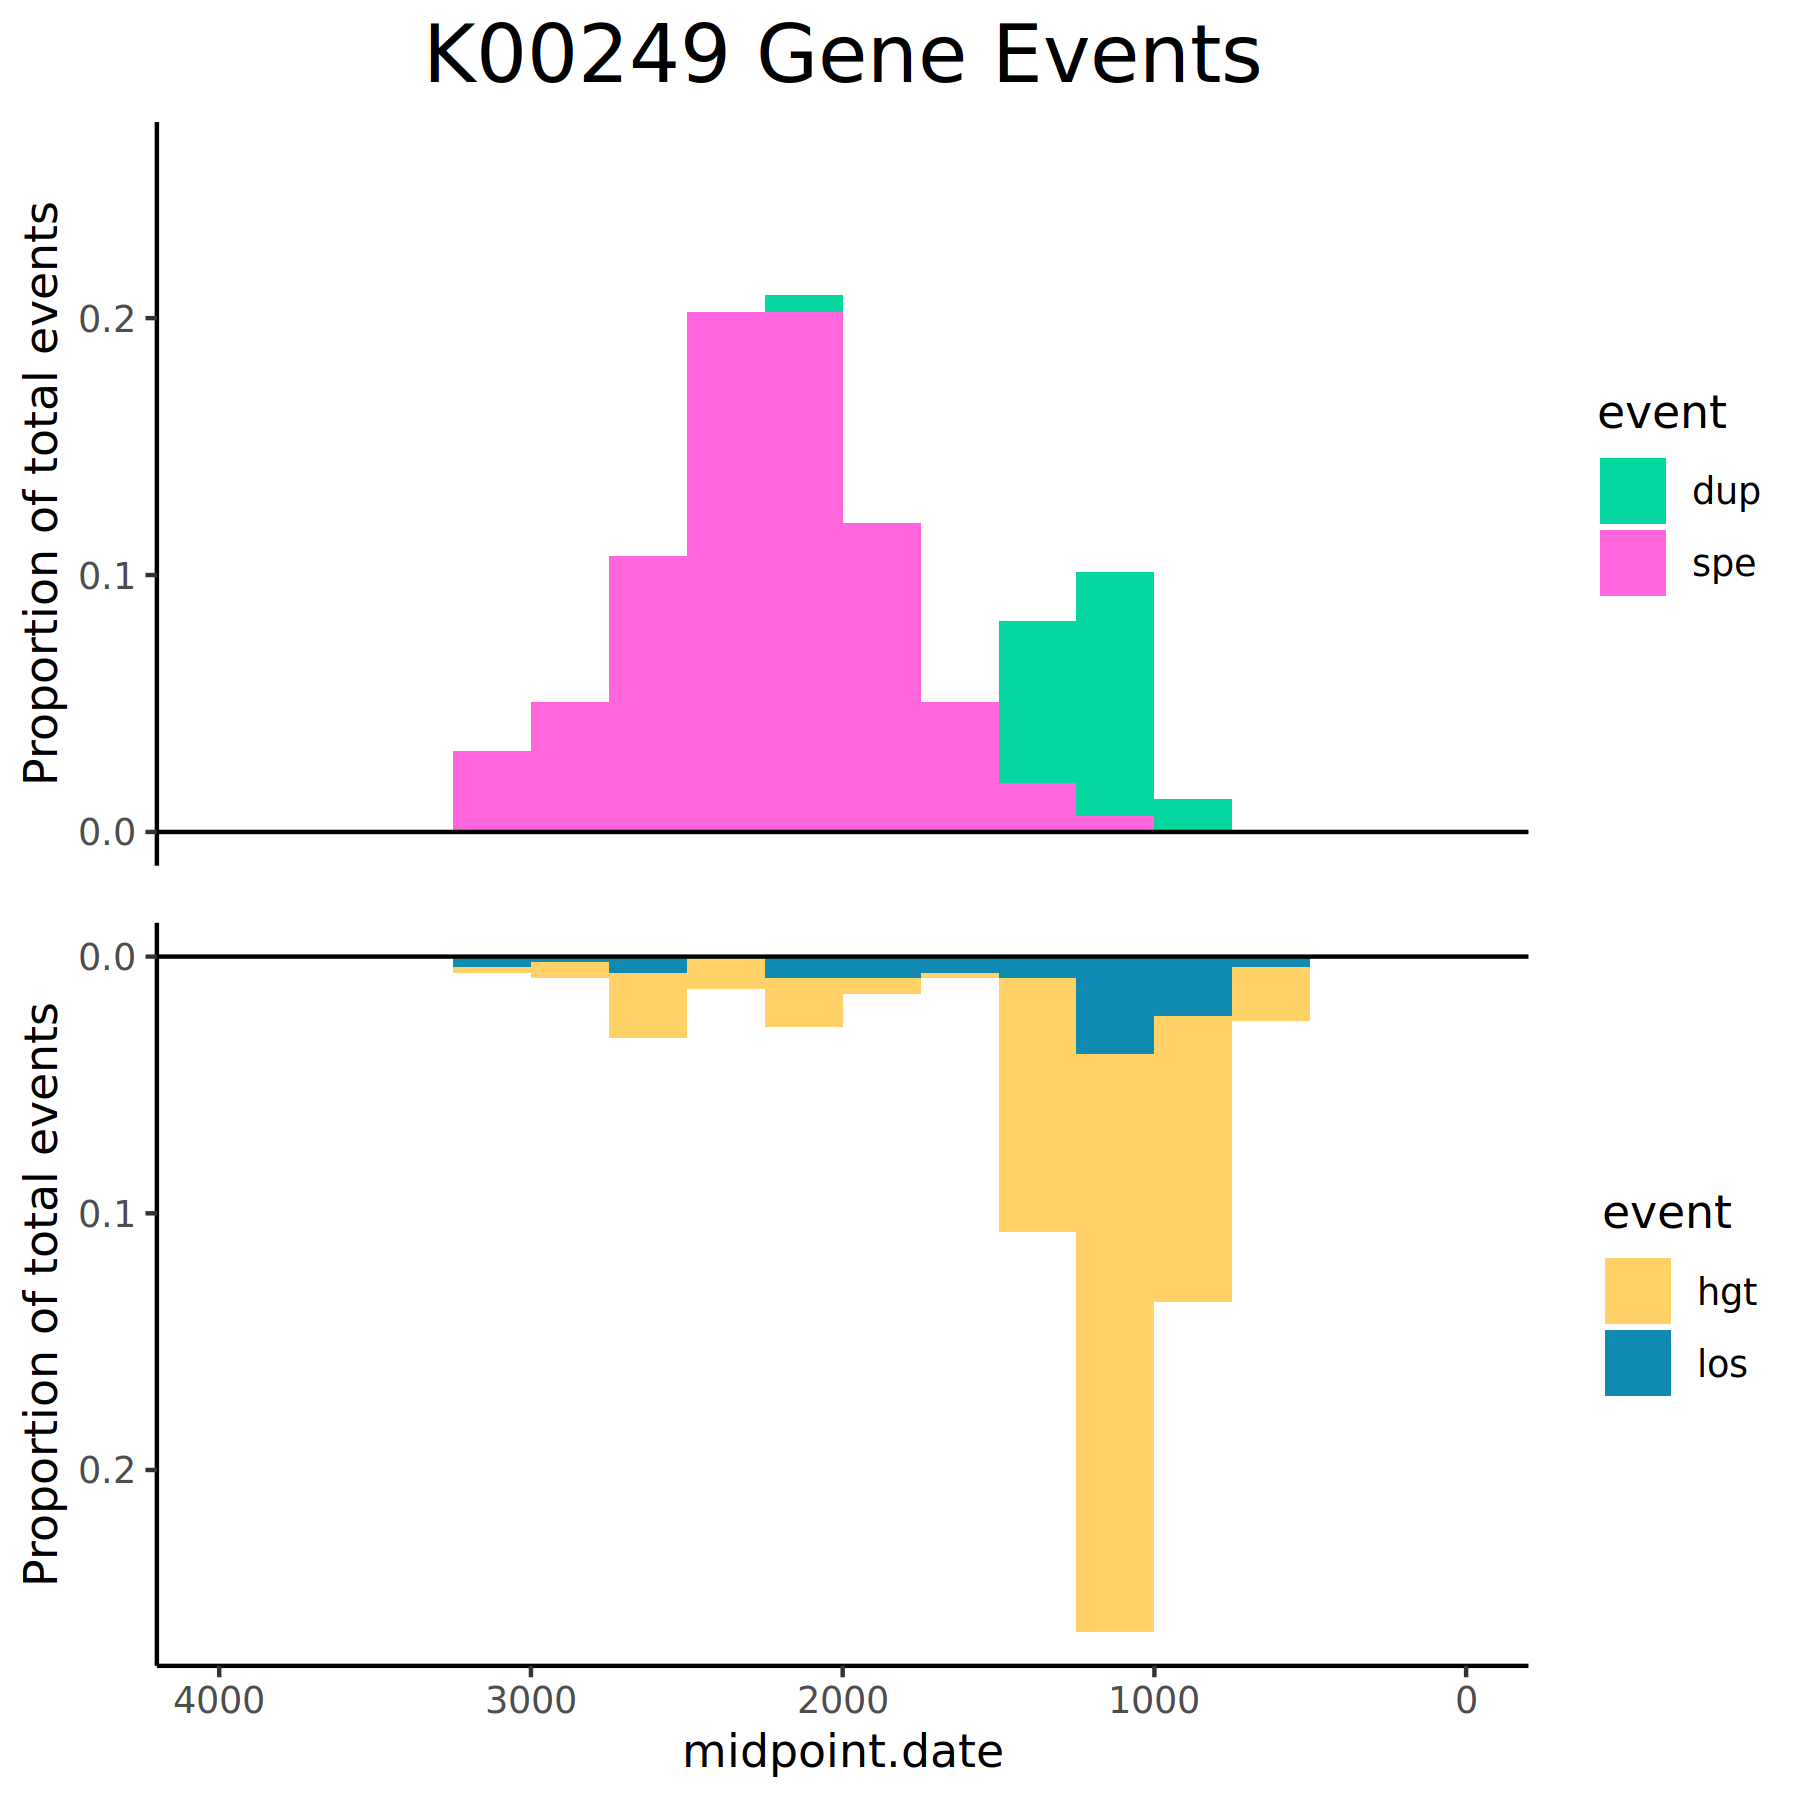 K00249 Gene Events
Proportion of total events
0.2
0.1
0.0
event
dup
spe
Proportion of total events
0.0
0.1
0.2
event
hgt
los
4000 3000 2000 1000 0
midpoint.date